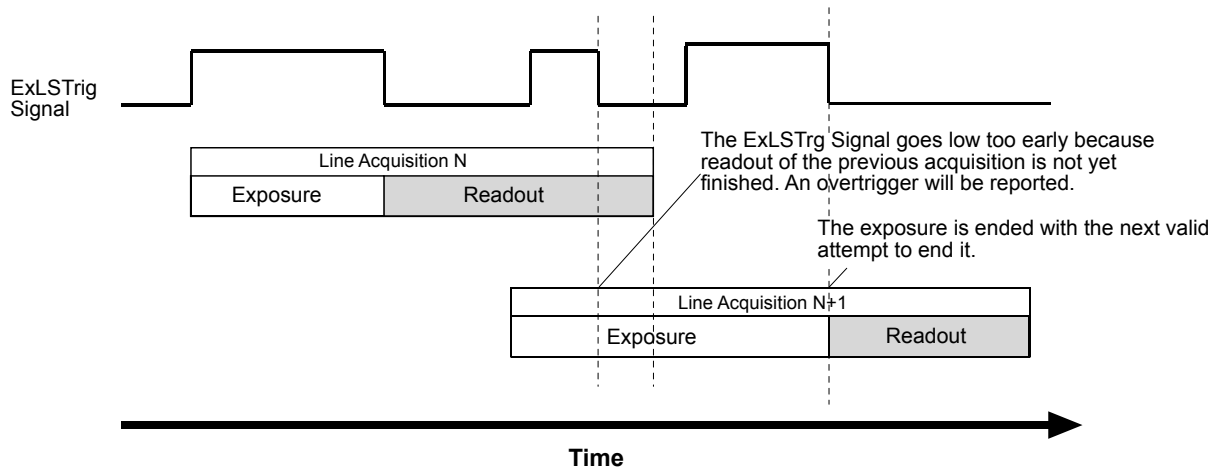 ExLSTrig
Signal
The ExLSTrg Signal goes low too early because
readout of the previous acquisition is not yet
finished. An overtrigger will be reported.
Line Acquisition N
Exposure
Readout
The exposure is ended with the next valid
attempt to end it.
Line Acquisition N+1
Exposure
Readout
Time